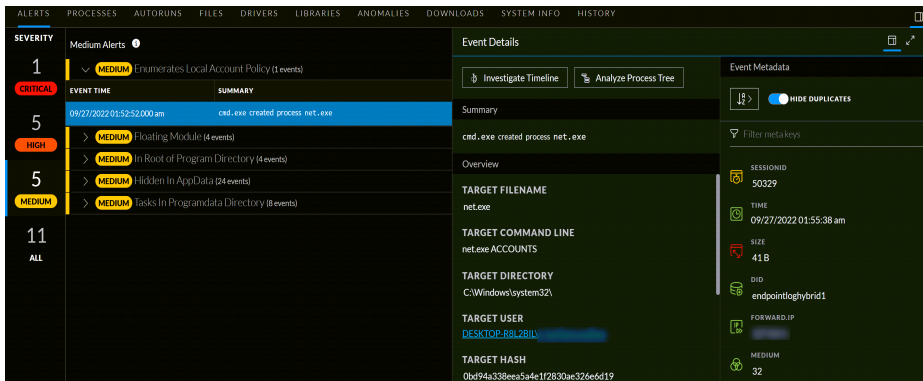 ALERTS PROCESSES AUTORUNS FILES DRIVERS LIBRARIES ANOMALIES DOWNLOADS SYSTEM INFO HISTORY
SEVERITY
1
CRITICAL
5
HIGH
5
MEDIUM
11
ALL
Medium Alerts
MEDIUM Enumerates Local Account Policy (1 events)
EVENT TIME SUMMARY
09/27/2022 01:52:52.000 am cmd.exe created process net.exe
MEDIUM Floating Module (4 events)
MEDIUM In Root of Program Directory (4 events)
MEDIUM Hidden In AppData (24 events)
MEDIUM Tasks In Programdata Directory (8 events)
Event Details
Investigate Timeline Analyze Process Tree
Summary
cmd.exe created process net.exe
Overview
TARGET FILENAME
net.exe
TARGET COMMAND LINE
net.exe ACCOUNTS
TARGET DIRECTORY
C:\Windows\system32\
TARGET USER
DESKTOP-R8L2BIL\
TARGET HASH
0bd94a338eea5a4e1f2830ae326e6d19
Event Metadata
HIDE DUPLICATES
Filter meta keys
SESSIONID
50329
TIME
09/27/2022 01:55:38 am
SIZE
41 B
DID
endpointloghybrid1
FORWARD.IP
MEDIUM
32